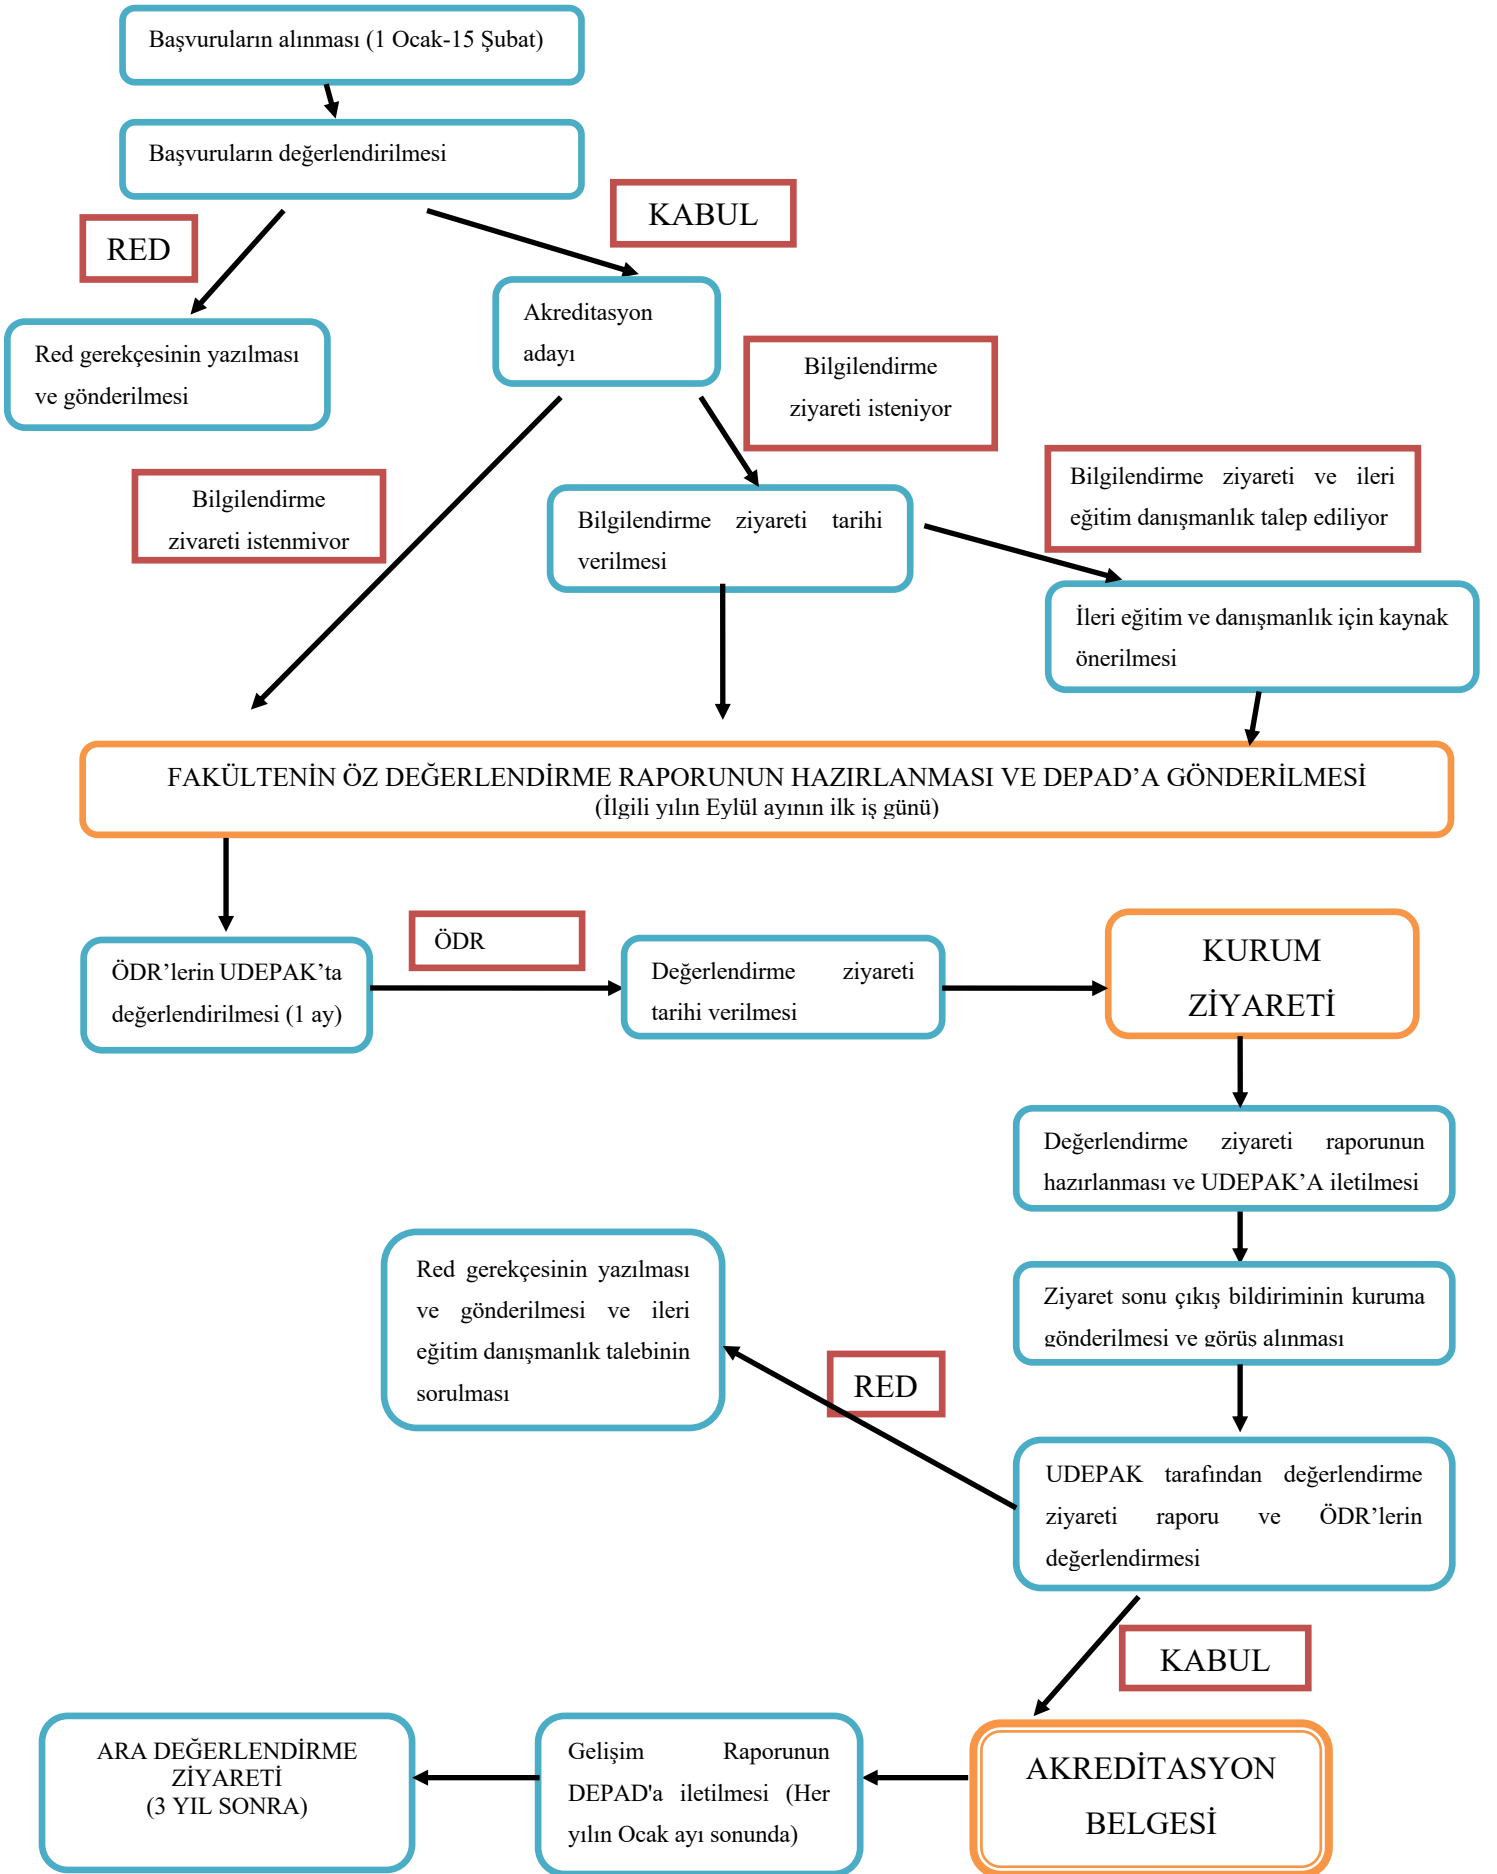 Başvuruların alınması (1 Ocak-15 Şubat)
Başvuruların değerlendirilmesi
KABUL
RED
Akreditasyon
adayı
Red gerekçesinin yazılması
ve gönderilmesi
Bilgilendirme
ziyareti isteniyor
Bilgilendirme
zivareti istenmivor
Bilgilendirme ziyareti tarihi
verilmesi
Bilgilendirme ziyareti ve ileri
eğitim danışmanlık talep ediliyor
İleri eğitim ve danışmanlık için kaynak
önerilmesi
FAKÜLTENİN ÖZ DEĞERLENDİRME RAPORUNUN HAZIRLANMASI VE DEPAD’A GÖNDERİLMESİ
(İlgili yılın Eylül ayının ilk iş günü)
ÖDR’lerin UDEPAK’ta
değerlendirilmesi (1 ay)
ÖDR
Değerlendirme ziyareti
tarihi verilmesi
KURUM
ZİYARETİ
Değerlendirme ziyareti raporunun
hazırlanması ve UDEPAK’A iletilmesi
Ziyaret sonu çıkış bildiriminin kuruma
gönderilmesi ve görüs alınması
Red gerekçesinin yazılması
ve gönderilmesi ve ileri
eğitim danışmanlık talebinin
sorulması
RED
UDEPAK tarafından değerlendirme
ziyareti raporu ve ÖDR’lerin
değerlendirmesi
KABUL
AKREDİTASYON
BELGESİ
Gelişim Raporunun
DEPAD'a iletilmesi (Her
yılın Ocak ayı sonunda)
ARA DEĞERLENDİRME
ZİYARETİ
(3 YIL SONRA)